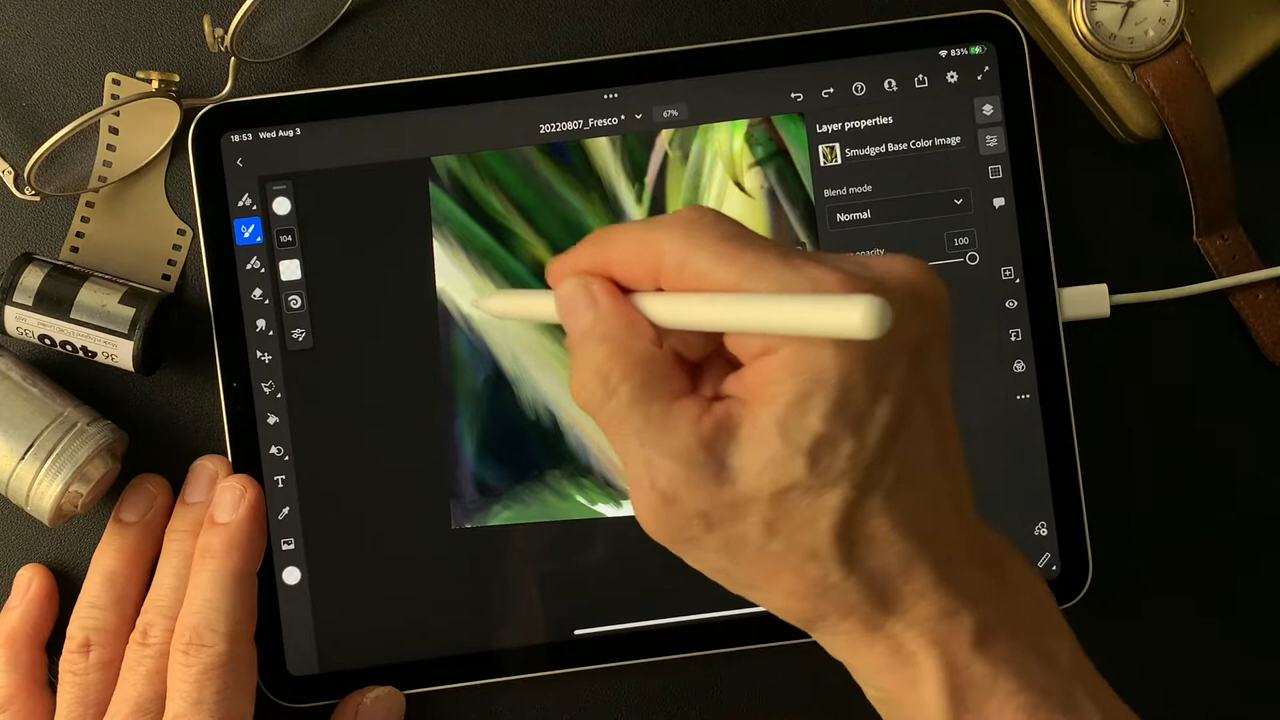 18:53 Wed Aug 3
83%
20220807_Fresco *
67%
Layer properties
Smudged Base Color Image
Blend mode
Normal
opacity
100
104
T
400
36
135